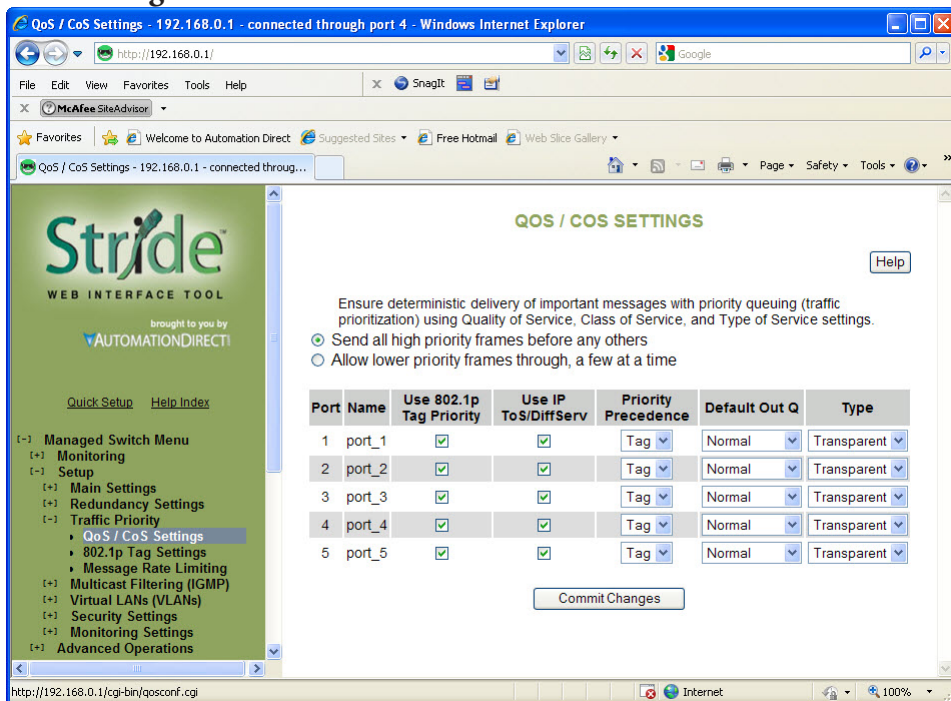 QoS / CoS Settings - 192.168.0.1 - connected through port 4 - Windows Internet Explorer
http://192.168.0.1/
Google
File Edit View Favorites Tools Help
x SnagIt
X McAfee SiteAdvisor
Favorites Welcome to Automation Direct Suggested Sites Free Hotmail Web Slice Gallery
QoS / CoS Settings - 192.168.0.1 - connected throug...
Page Safety Tools
Stride
WEB INTERFACE TOOL
brought to you by
AUTOMATIONDIRECT
Quick Setup Help Index
[-] Managed Switch Menu
[+] Monitoring
[-] Setup
[+] Main Settings
[+] Redundancy Settings
[-] Traffic Priority
QoS / CoS Settings
802.1p Tag Settings
Message Rate Limiting
[+] Multicast Filtering (IGMP)
[+] Virtual LANs (VLANs)
[+] Security Settings
[+] Monitoring Settings
[+] Advanced Operations
QOS / COS SETTINGS
Help
Ensure deterministic delivery of important messages with priority queuing (traffic
prioritization) using Quality of Service, Class of Service, and Type of Service settings.
Send all high priority frames before any others
Allow lower priority frames through, a few at a time
Port Name Use 802.1p Tag Priority Use IP ToS/DiffServ Priority Precedence Default Out Q Type
1 port_1 Tag Normal Transparent
2 port_2 Tag Normal Transparent
3 port_3 Tag Normal Transparent
4 port_4 Tag Normal Transparent
5 port_5 Tag Normal Transparent
Commit Changes
http://192.168.0.1/cgi-bin/qosconf.cgi
Internet
100%